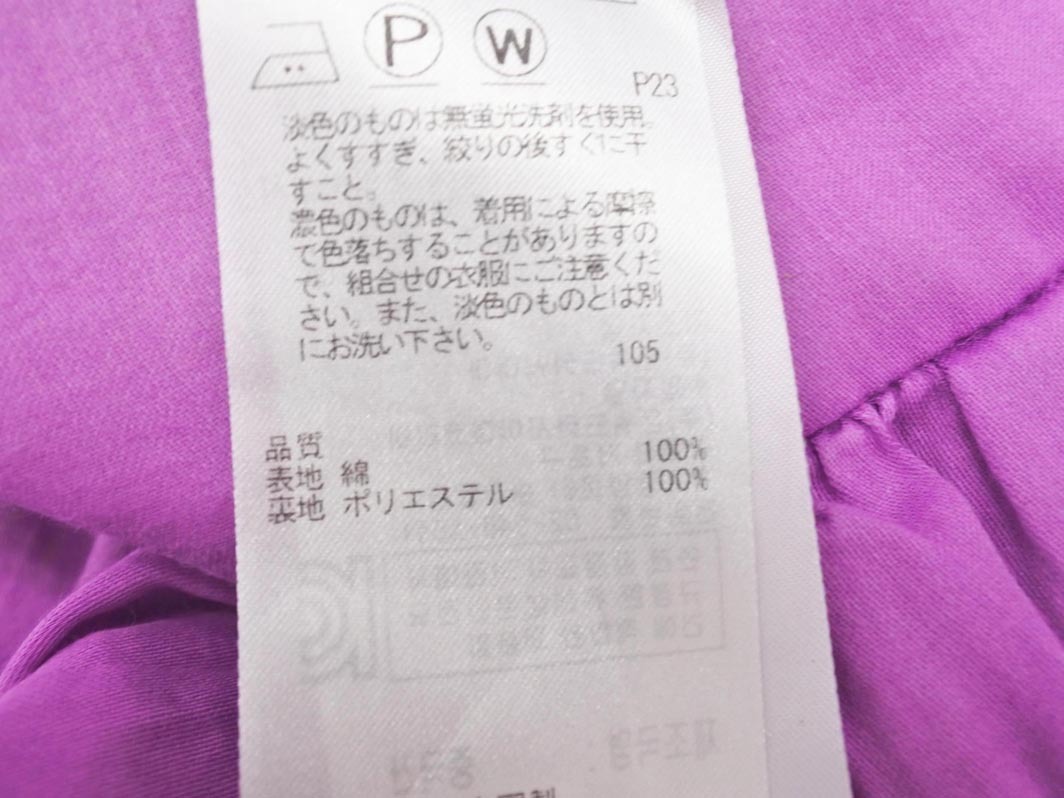 P W
P23
淡色のものは無蛍光洗剤を使用。
よくすすぎ、絞りの後すぐに干
すこと。
濃色のものは、着用による摩擦
で色落ちすることがありますの
で、組合せの衣服にご注意くだ
さい。また、淡色のものとは別
にお洗い下さい。
105
品質
表地 綿 100%
裏地 ポリエステル 100%